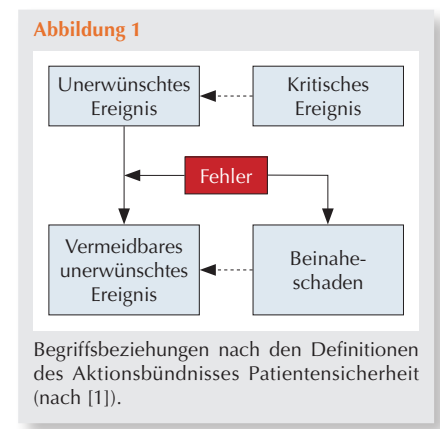 Abbildung 1
Unerwünschtes
Ereignis
Kritisches
Ereignis
Fehler
Vermeidbares
unerwünschtes
Ereignis
Beinahe-
schaden
Begriffsbeziehungen nach den Definitionen
des Aktionsbündnisses Patientensicherheit
(nach [1]).